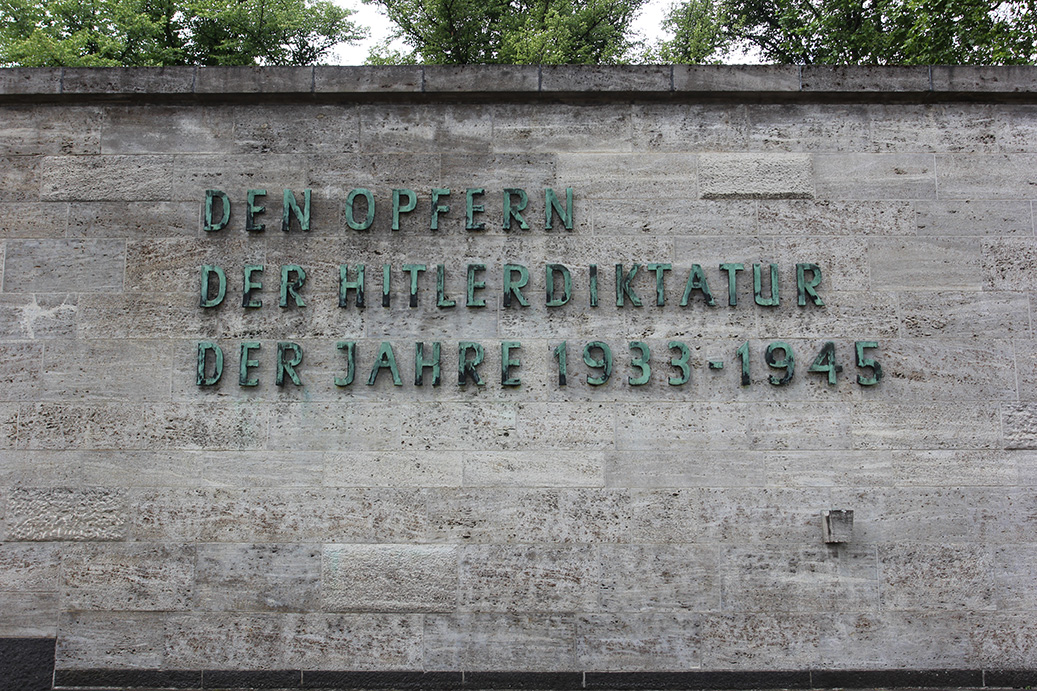 DEN OPFERN
DER HITLERDIKTATUR
DER JAHRE 1933-1945